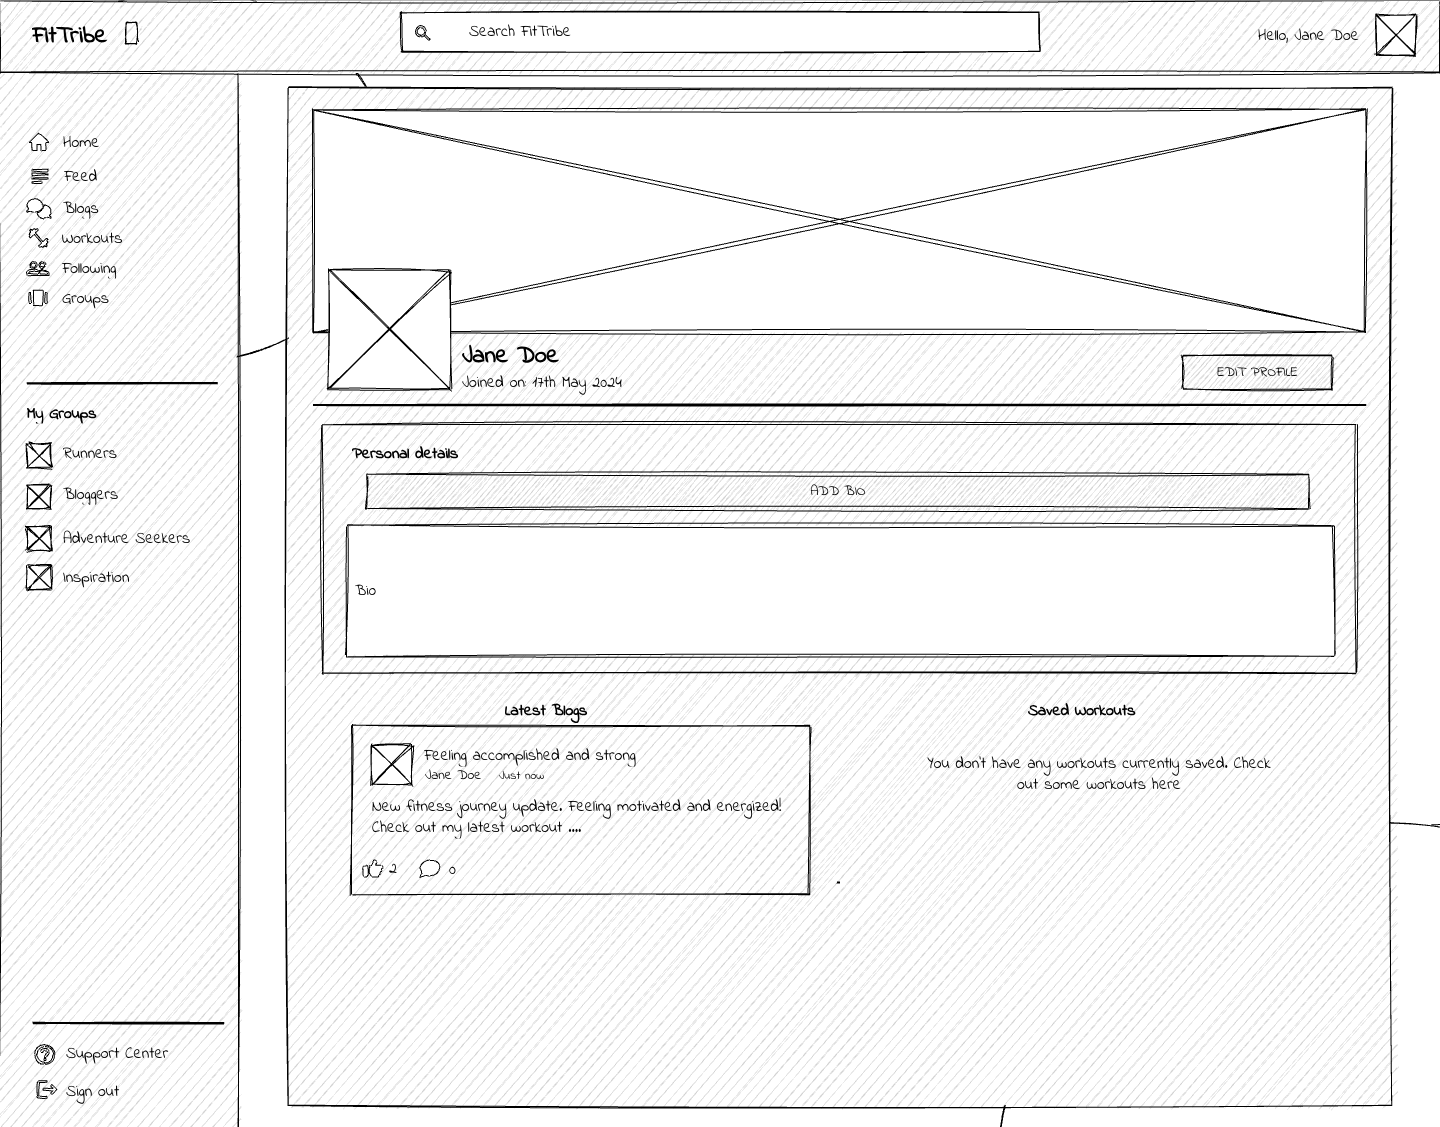 FitTribe
Search FitTribe
Hello, Jane Doe
Home
Feed
Blogs
Workouts
Following
Groups
My Groups
Runners
Bloggers
Adventure Seekers
Inspiration
Support Center
Sign out
Jane Doe
Joined on: 17th May 2024
EDIT PROFILE
Personal details
ADD BIO
Bio
Latest Blogs
Feeling accomplished and strong
Jane Doe Just now
New fitness journey update. Feeling motivated and energized!
Check out my latest workout ....
2 0
Saved Workouts
You don't have any workouts currently saved. Check
out some workouts here